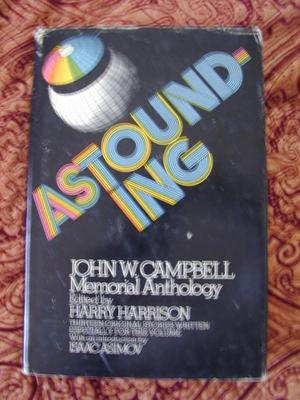 ASTOUND-
ING
JOHN W. CAMPBELL
Memorial Anthology
Edited by
HARRY HARRISON
THIRTEEN ORIGINAL STORIES WRITTEN
ESPECIALLY FOR THIS VOLUME
With an introduction by
ISAAC ASIMOV